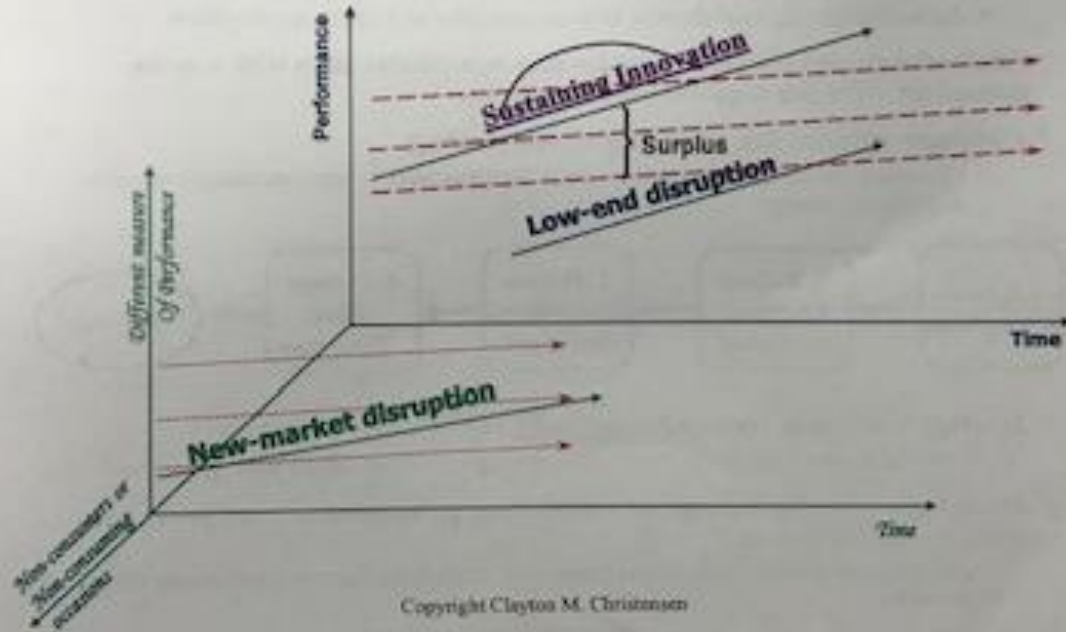 Performance
Sustaining Innovation
Surplus
Low-end disruption
Time
Different measure
Of Performance
New-market disruption
Time
Non-consumers or
Non-consuming
occasions
Copyright Clayton M. Christensen